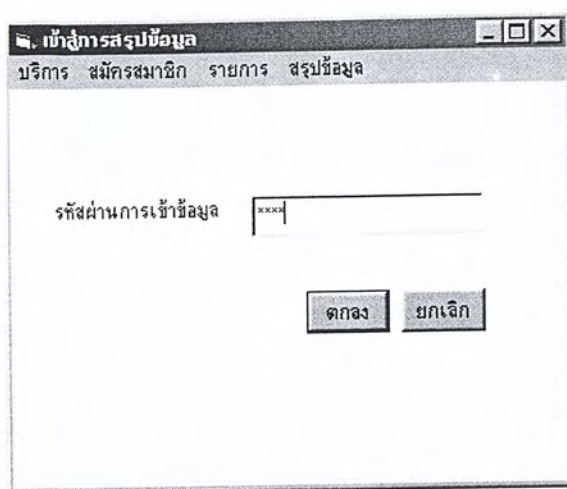 เข้าสู่การสรุปข้อมูล
บริการ สมัครสมาชิก รายการ สรุปข้อมูล
รหัสผ่านการเข้าข้อมูล ××××
ตกลง ยกเลิก